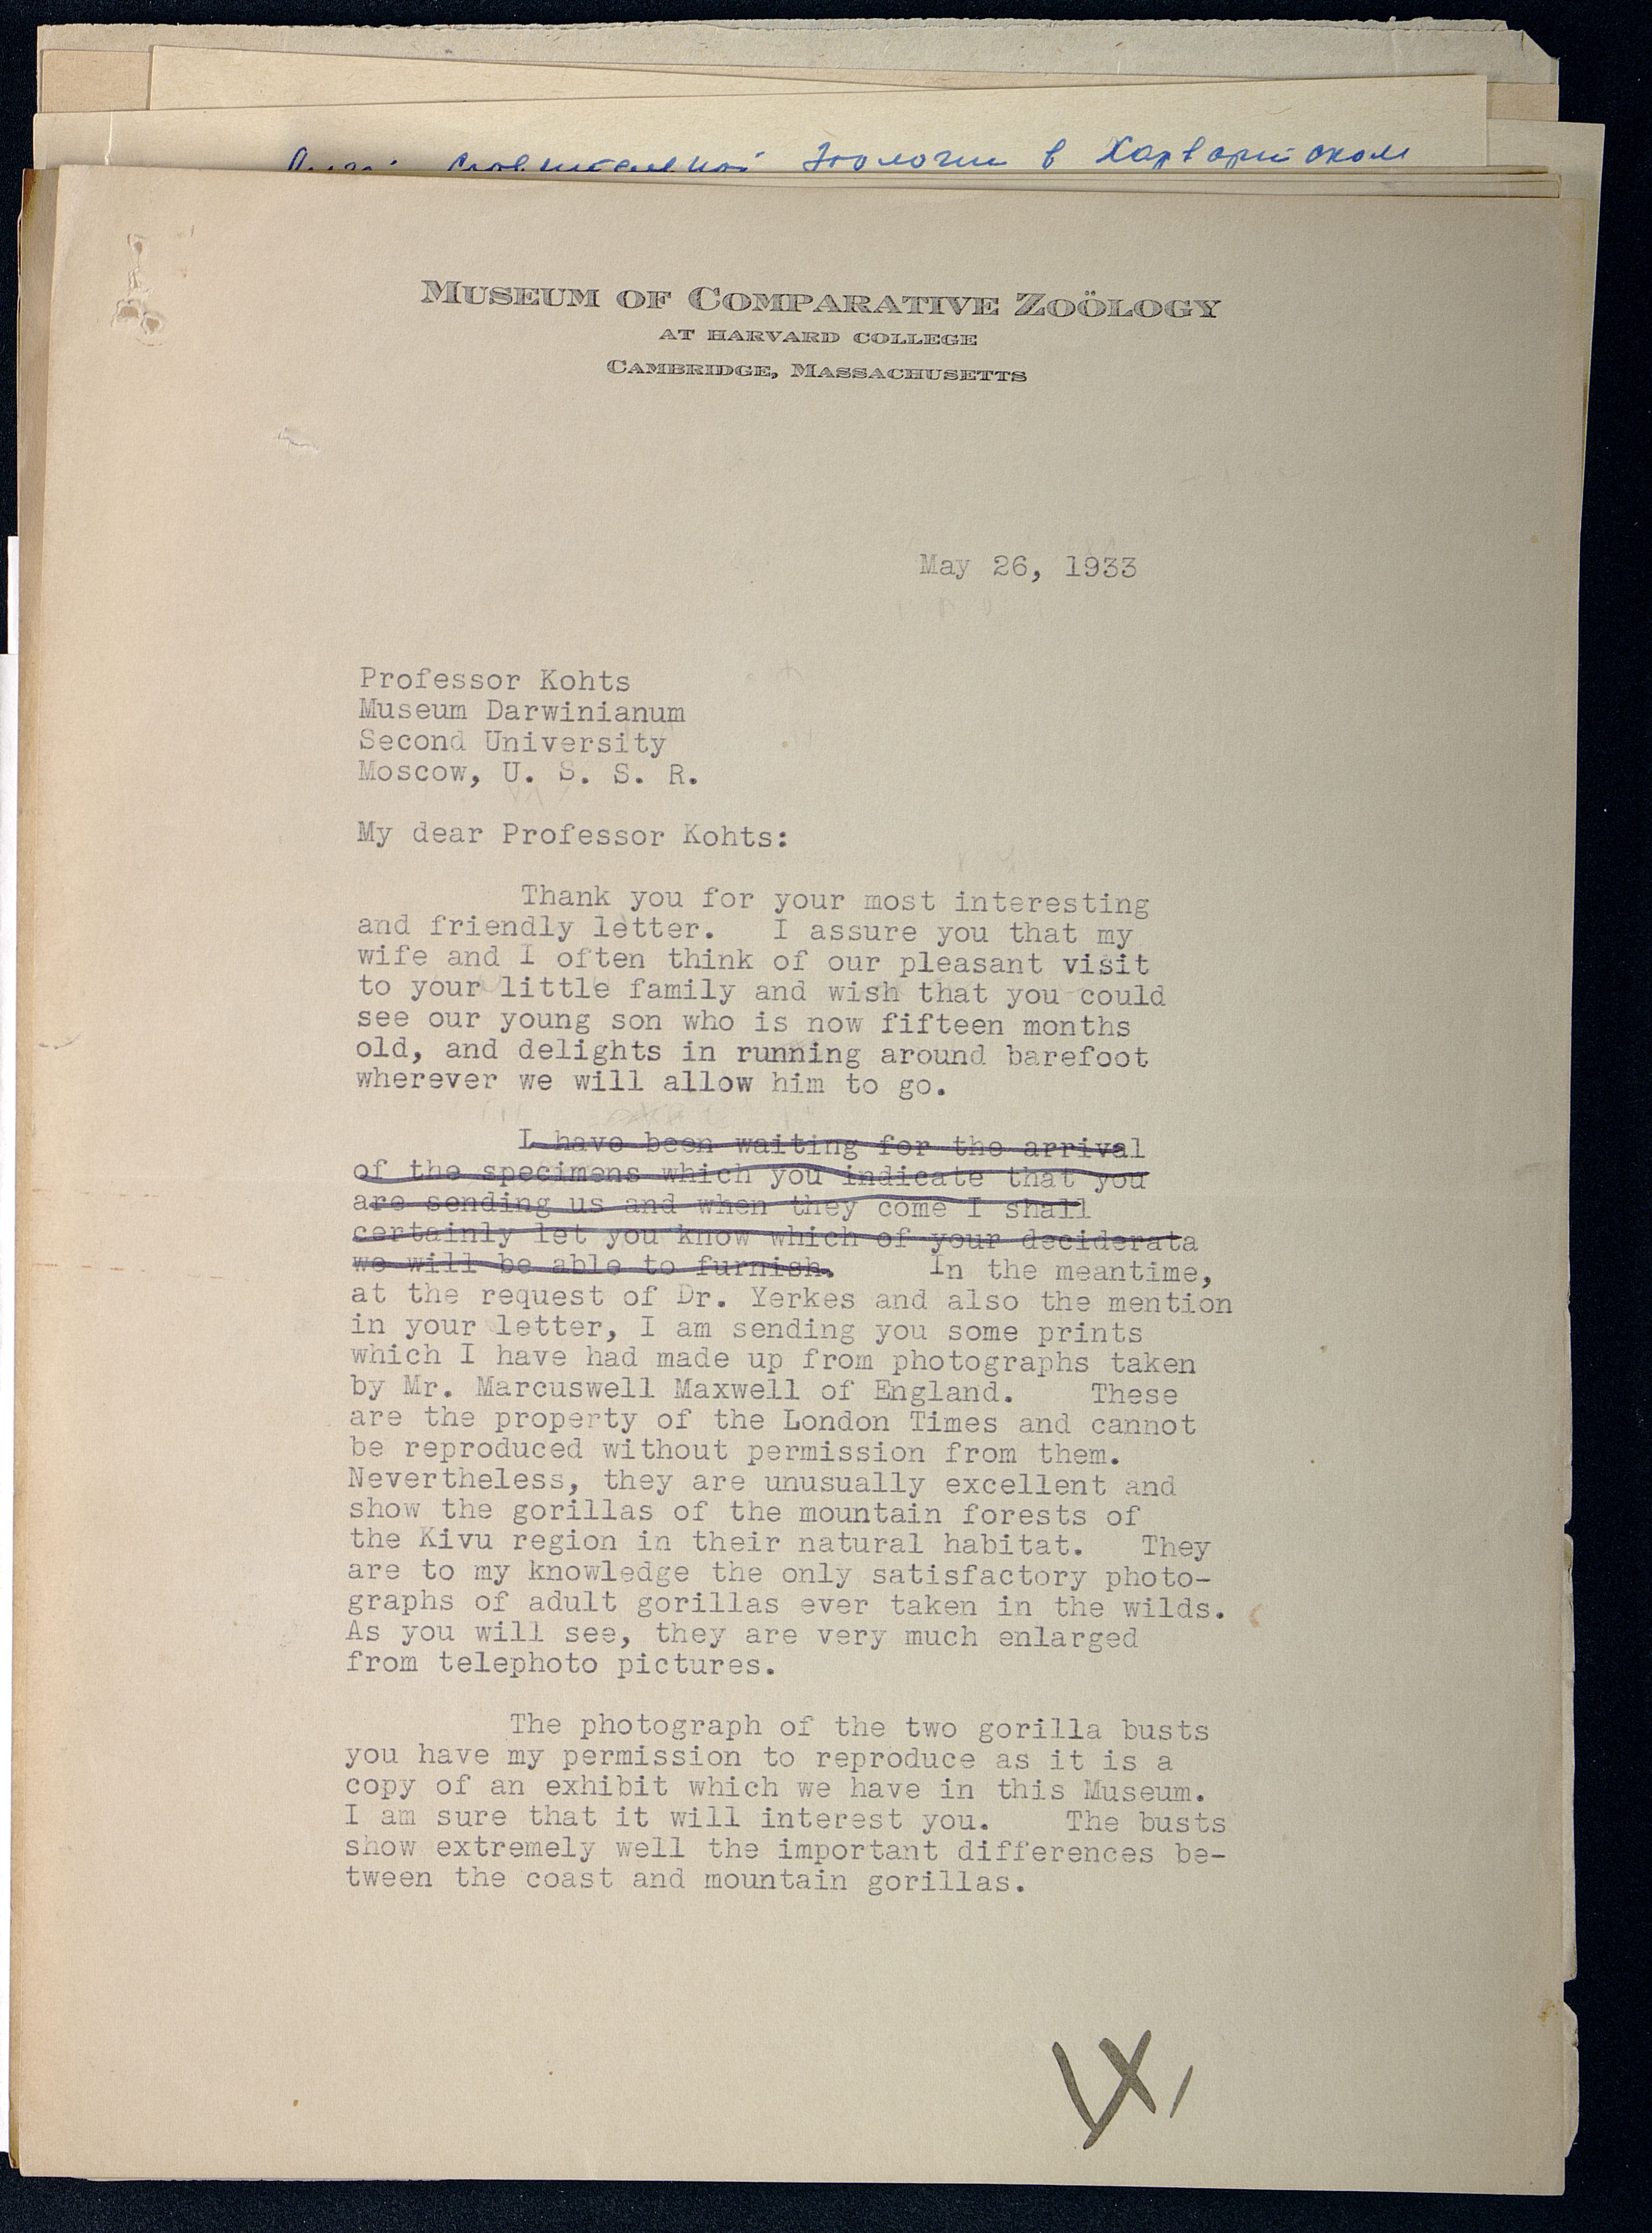 Зоологии в Харвартском
MUSEUM OF COMPARATIVE ZOÖLOGY
AT HARVARD COLLEGE
CAMBRIDGE, MASSACHUSETTS
May 26, 1933
Professor Kohts
Museum Darwinianum
Second University
Moscow, U. S. S. R.
My dear Professor Kohts:
Thank you for your most interesting
and friendly letter. I assure you that my
wife and I often think of our pleasant visit
to your little family and wish that you could
see our young son who is now fifteen months
old, and delights in running around barefoot
wherever we will allow him to go.
I have been waiting for the arrival
of the specimens which you indicate that you
are sending us and when they come I shall
certainly let you know which of your deciderata
we will be able to furnish. In the meantime,
at the request of Dr. Yerkes and also the mention
in your letter, I am sending you some prints
which I have had made up from photographs taken
by Mr. Marcuswell Maxwell of England. These
are the property of the London Times and cannot
be reproduced without permission from them.
Nevertheless, they are unusually excellent and
show the gorillas of the mountain forests of
the Kivu region in their natural habitat. They
are to my knowledge the only satisfactory photo-
graphs of adult gorillas ever taken in the wilds.
As you will see, they are very much enlarged
from telephoto pictures.
The photograph of the two gorilla busts
you have my permission to reproduce as it is a
copy of an exhibit which we have in this Museum.
I am sure that it will interest you. The busts
show extremely well the important differences be-
tween the coast and mountain gorillas.